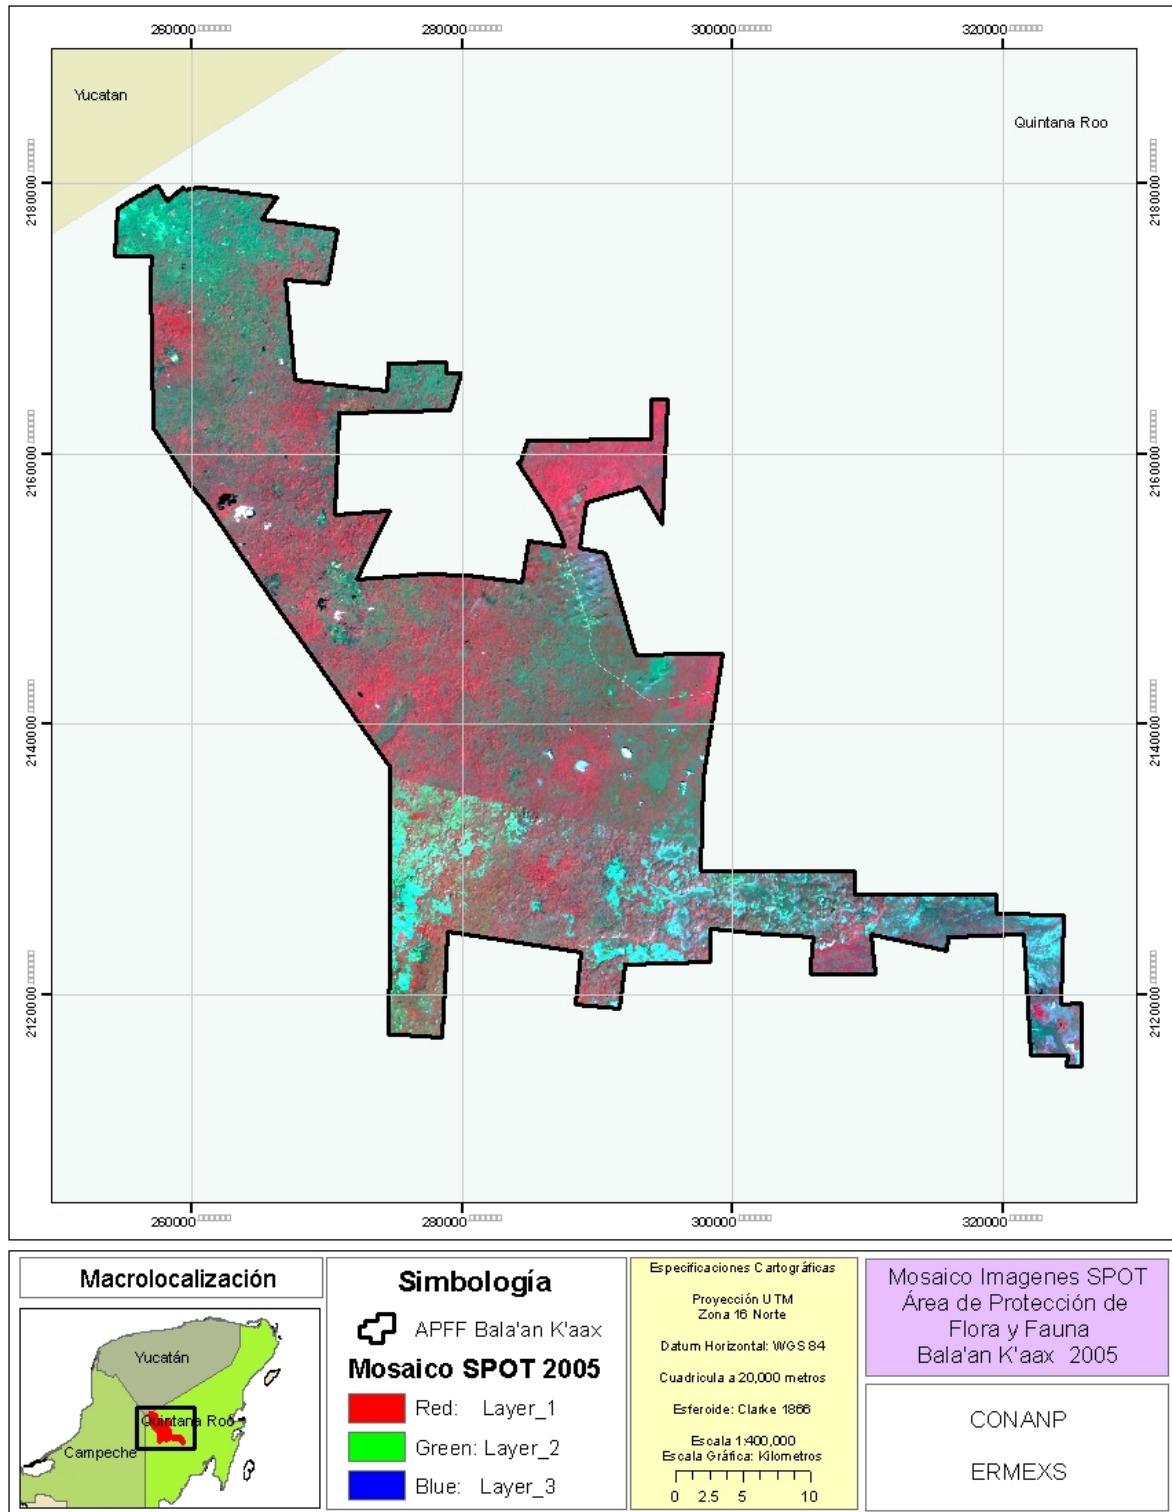 260000
280000
300000
320000
Yucatan
Quintana Roo
2180000
2180000
2160000
2160000
2140000
2140000
2120000
2120000
260000
280000
300000
320000
Macrolocalización
Yucatán
Quintana Roo
Campeche
Simbología
APFF Bala'an K'aax
Mosaico SPOT 2005
Red: Layer_1
Green: Layer_2
Blue: Layer_3
Especificaciones Cartográficas
Proyección UTM
Zona 16 Norte
Datum Horizontal: WGS 84
Cuadricula a 20,000 metros
Esferoide: Clarke 1866
Escala 1:400,000
Escala Gráfica: Kilometros
0 2.5 5 10
Mosaico Imagenes SPOT
Área de Protección de
Flora y Fauna
Bala'an K'aax 2005
CONANP
ERMEXS